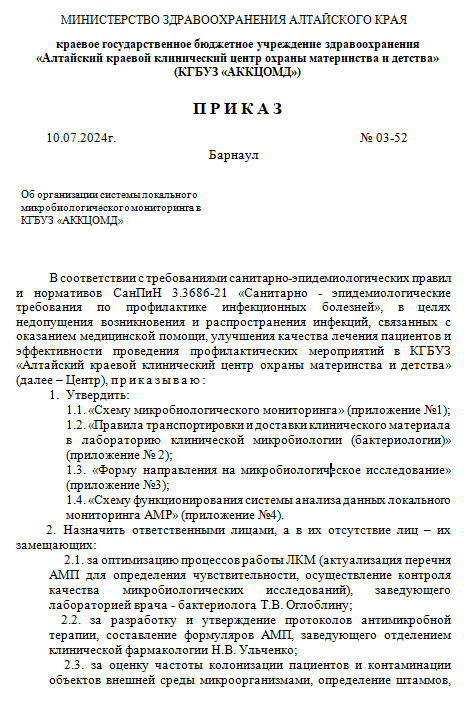 МИНИСТЕРСТВО ЗДРАВООХРАНЕНИЯ АЛТАЙСКОГО КРАЯ
краевое государственное бюджетное учреждение здравоохранения
«Алтайский краевой клинический центр охраны материнства и детства»
(КГБУЗ «АККЦОМД»)
П Р И К А З
10.07.2024г. № 03-52
Барнаул
Об организации системы локального
микробиологического мониторинга в
КГБУЗ «АККЦОМД»
В соответствии с требованиями санитарно-эпидемиологических правил
и нормативов СанПиН 3.3686-21 «Санитарно - эпидемиологические
требования по профилактике инфекционных болезней», в целях
недопущения возникновения и распространения инфекций, связанных с
оказанием медицинской помощи, улучшения качества лечения пациентов и
эффективности проведения профилактических мероприятий в КГБУЗ
«Алтайский краевой клинический центр охраны материнства и детства»
(далее – Центр), п р и к а з ы в а ю :
1. Утвердить:
1.1. «Схему микробиологического мониторинга» (приложение №1);
1.2. «Правила транспортировки и доставки клинического материала
в лабораторию клинической микробиологии (бактериологии)»
(приложение № 2);
1.3. «Форму направления на микробиологическое исследование»
(приложение №3);
1.4. «Схему функционирования системы анализа данных локального
мониторинга АМР» (приложение №4).
2. Назначить ответственными лицами, а в их отсутствие лиц – их
замещающих:
2.1. за оптимизацию процессов работы ЛКМ (актуализация перечня
АМП для определения чувствительности, осуществление контроля
качества микробиологических исследований), заведующего
лабораторией врача - бактериолога Т.В. Оглоблину;
2.2. за разработку и утверждение протоколов антимикробной
терапии, составление формуляров АМП, заведующего отделением
клинической фармакологии Н.В. Ульченко;
2.3. за оценку частоты колонизации пациентов и контаминации
объектов внешней среды микроорганизмами, определение штаммов,